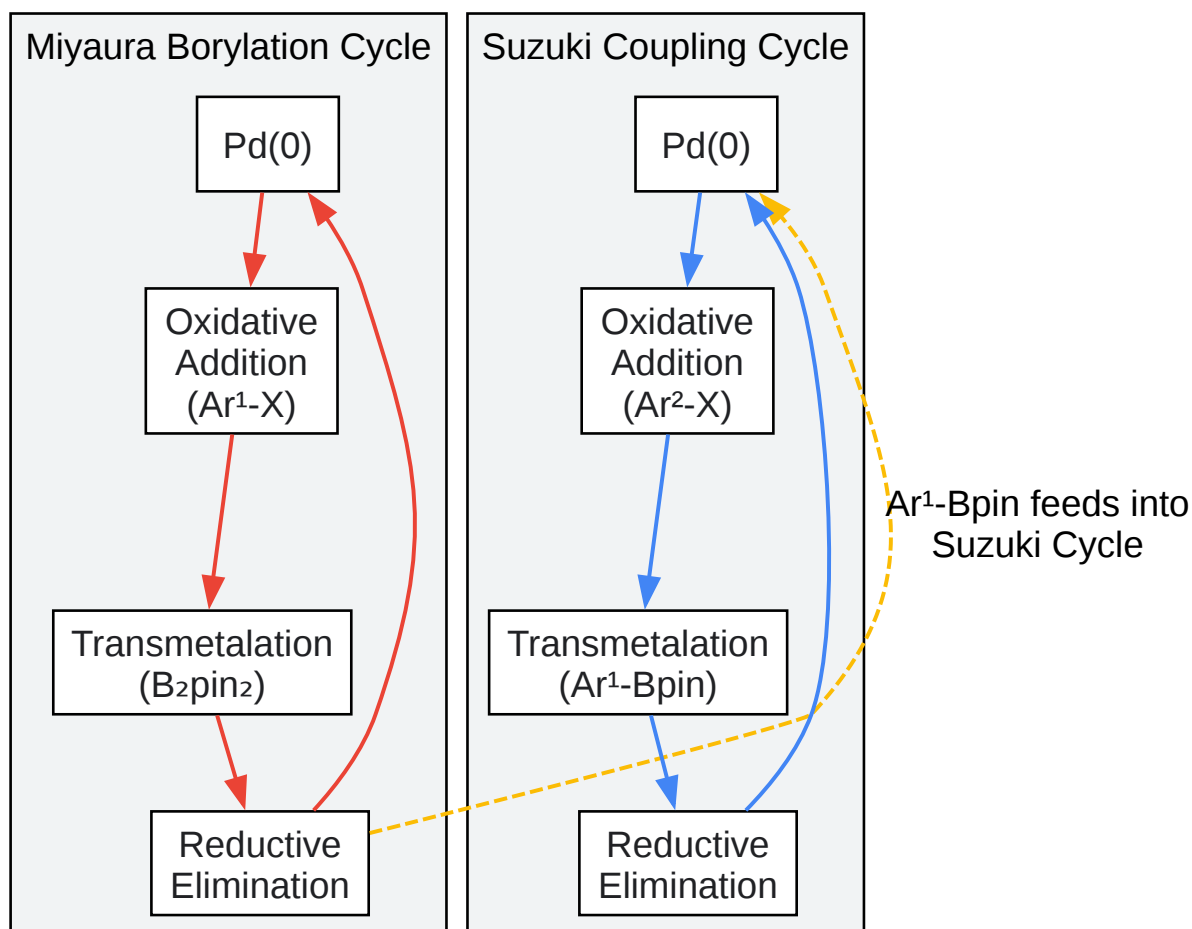 Miyaura Borylation Cycle
Pd(0)
Oxidative
Addition
(Ar¹-X)
Transmetalation
(B₂pin₂)
Reductive
Elimination
Suzuki Coupling Cycle
Pd(0)
Oxidative
Addition
(Ar²-X)
Transmetalation
(Ar¹-Bpin)
Reductive
Elimination
Ar¹-Bpin feeds into
Suzuki Cycle